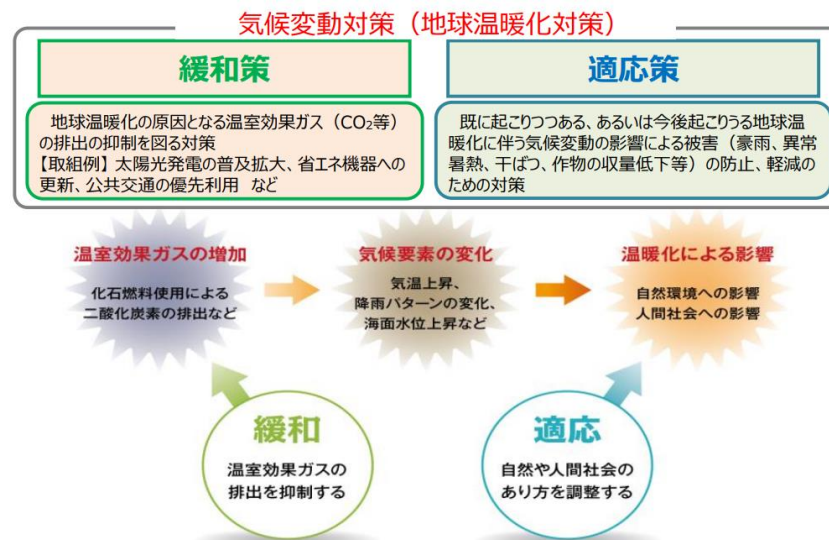 気候変動対策（地球温暖化対策）
緩和策
地球温暖化の原因となる温室効果ガス（CO₂等）
の排出の抑制を図る対策
【取組例】太陽光発電の普及拡大、省エネ機器への
更新、公共交通の優先利用 など
適応策
既に起こりつつある、あるいは今後起こりうる地球温
暖化に伴う気候変動の影響による被害（豪雨、異常
暑熱、干ばつ、作物の収量低下等）の防止、軽減の
ための対策
温室効果ガスの増加
化石燃料使用による
二酸化炭素の排出など
気候要素の変化
気温上昇、
降雨パターンの変化、
海面水位上昇など
温暖化による影響
自然環境への影響
人間社会への影響
緩和
温室効果ガスの
排出を抑制する
適応
自然や人間社会の
あり方を調整する